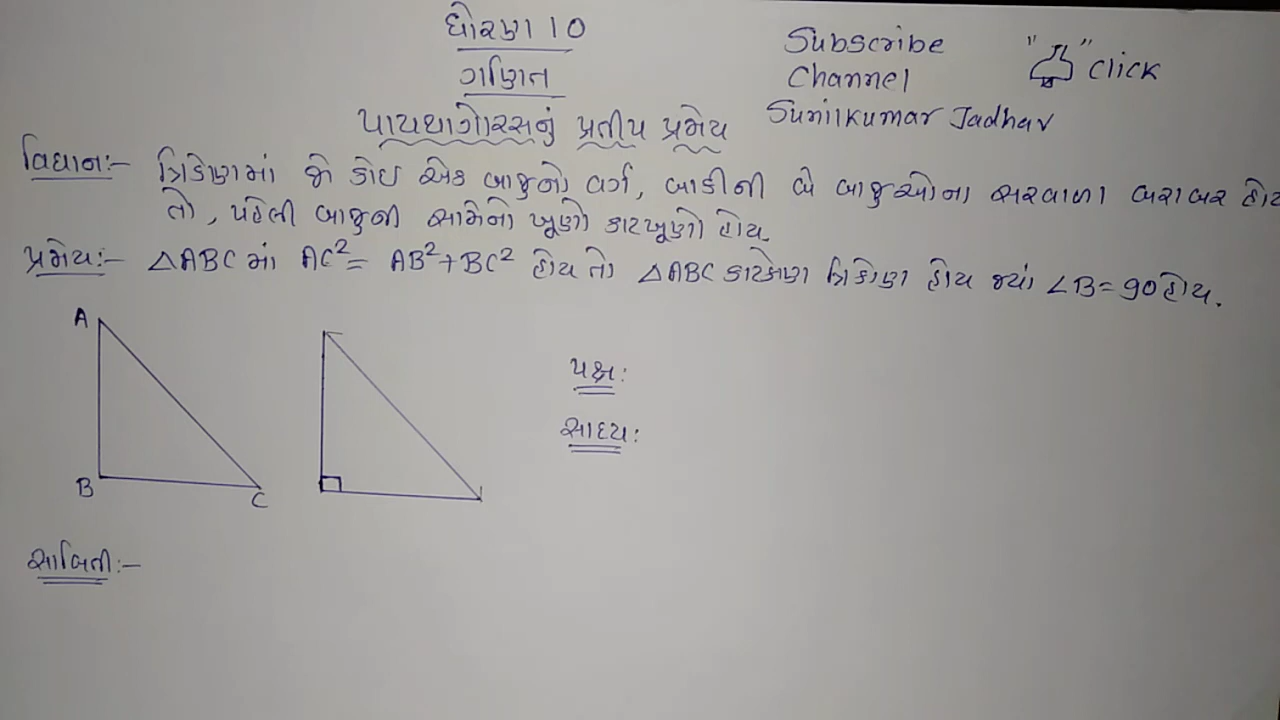 ધોરણ 10
ગણિત
પાયથાગોરસનું પ્રતીપ પ્રમેય
Subscribe
Channel
Sunilkumar Jadhav
" " click
વિધાન:- ત્રિકોણમાં જો કોઇ એક બાજુનો વર્ગ, બાકીની બે બાજુઓના સરવાળા બરાબર હોય
તો, પહેલી બાજુની સામેનો ખૂણો કાટખૂણો હોય.
પ્રમેય:- △ABC માં AC²= AB²+BC² હોય તો △ABC કાટકોણ ત્રિકોણ હોય જ્યાં ∠B=90 હોય.
A
B
C
પક્ષ:
સાધ્ય:
સાબિતી:-